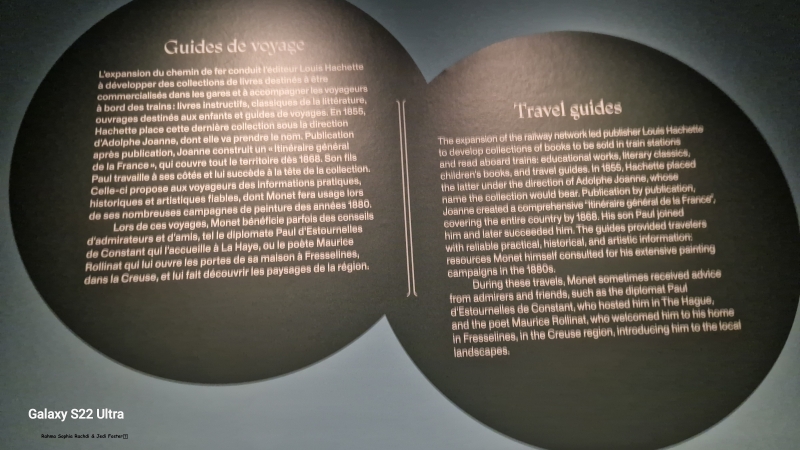 Guides de voyage
L'expansion du chemin de fer conduit l'éditeur Louis Hachette
à développer des collections de livres destinés à être
commercialisés dans les gares et à accompagner les voyageurs
à bord des trains : livres instructifs, classiques de la littérature,
ouvrages destinés aux enfants et guides de voyages. En 1855,
Hachette place cette dernière collection sous la direction
d'Adolphe Joanne, dont elle va prendre le nom. Publication
après publication, Joanne construit un « Itinéraire général
de la France », qui couvre tout le territoire dès 1868. Son fils
Paul travaille à ses côtés et lui succède à la tête de la collection.
Celle-ci propose aux voyageurs des informations pratiques,
historiques et artistiques fiables, dont Monet fera usage lors
de ses nombreuses campagnes de peinture des années 1880.
Lors de ces voyages, Monet bénéficie parfois des conseils
d'admirateurs et d'amis, tel le diplomate Paul d'Estournelles
de Constant qui l'accueille à La Haye, ou le poète Maurice
Rollinat qui lui ouvre les portes de sa maison à Fresselines,
dans la Creuse, et lui fait découvrir les paysages de la région.
Travel guides
The expansion of the railway network led publisher Louis Hachette
to develop collections of books to be sold in train stations
and read aboard trains: educational works, literary classics,
children's books, and travel guides. In 1855, Hachette placed
the latter under the direction of Adolphe Joanne, whose
name the collection would bear. Publication by publication,
Joanne created a comprehensive "Itinéraire général de la France",
covering the entire country by 1868. His son Paul joined
him and later succeeded him. The guides provided travelers
with reliable practical, historical, and artistic information:
resources Monet himself consulted for his extensive painting
campaigns in the 1880s.
During these travels, Monet sometimes received advice
from admirers and friends, such as the diplomat Paul
d'Estournelles de Constant, who hosted him in The Hague,
and the poet Maurice Rollinat, who welcomed him to his home
in Fresselines, in the Creuse region, introducing him to the local
landscapes.
Galaxy S22 Ultra